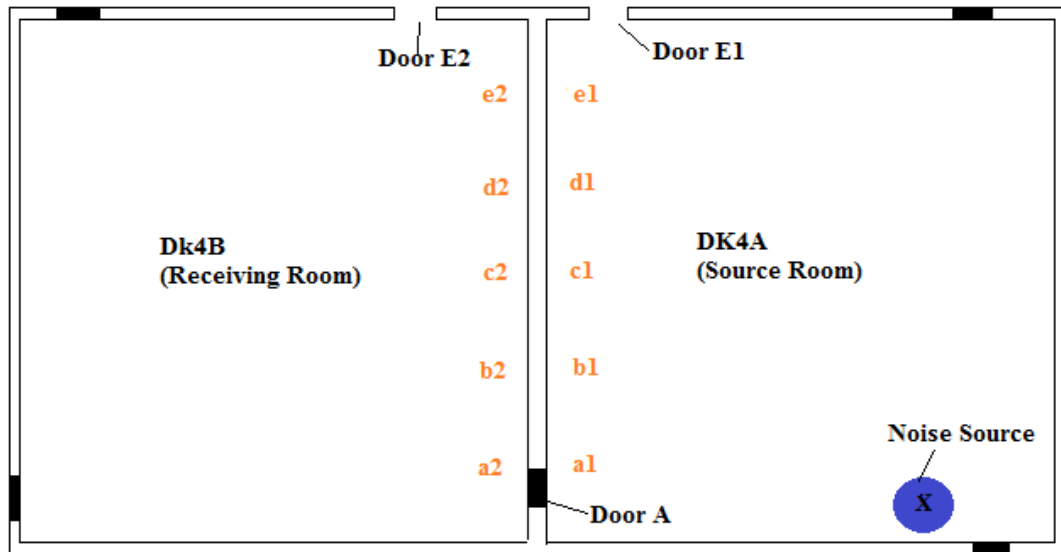 Door E2
Door E1
e2
e1
d2
d1
Dk4B
(Receiving Room)
DK4A
(Source Room)
c2
c1
b2
b1
Noise Source
a2
a1
X
Door A